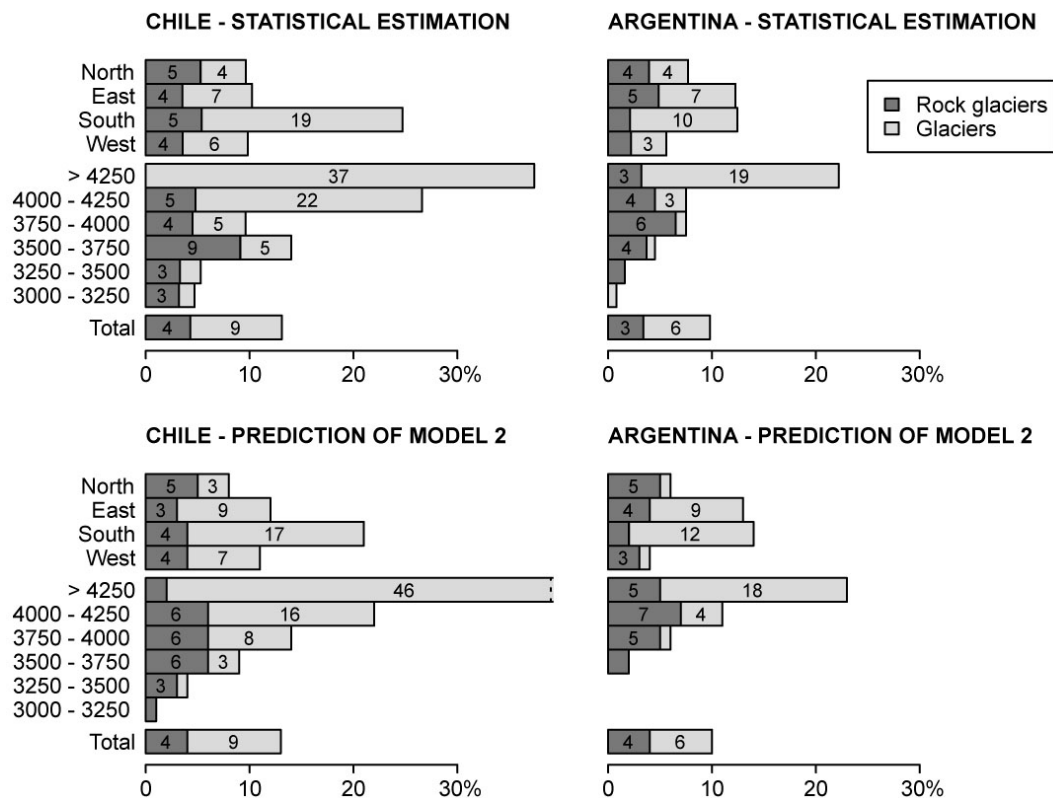 CHILE - STATISTICAL ESTIMATION
North 5 4
East 4 7
South 5 19
West 4 6
> 4250 37
4000 - 4250 5 22
3750 - 4000 4 5
3500 - 3750 9 5
3250 - 3500 3
3000 - 3250 3
Total 4 9
0 10 20 30%
ARGENTINA - STATISTICAL ESTIMATION
4 4
5 7
10
3
3 19
4 3
6
4
3 6
0 10 20 30%
Rock glaciers
Glaciers
CHILE - PREDICTION OF MODEL 2
North 5 3
East 3 9
South 4 17
West 4 7
> 4250 46
4000 - 4250 6 16
3750 - 4000 6 8
3500 - 3750 6 3
3250 - 3500 3
3000 - 3250
Total 4 9
0 10 20 30%
ARGENTINA - PREDICTION OF MODEL 2
5
4 9
12
3
5 18
7 4
5
4 6
0 10 20 30%